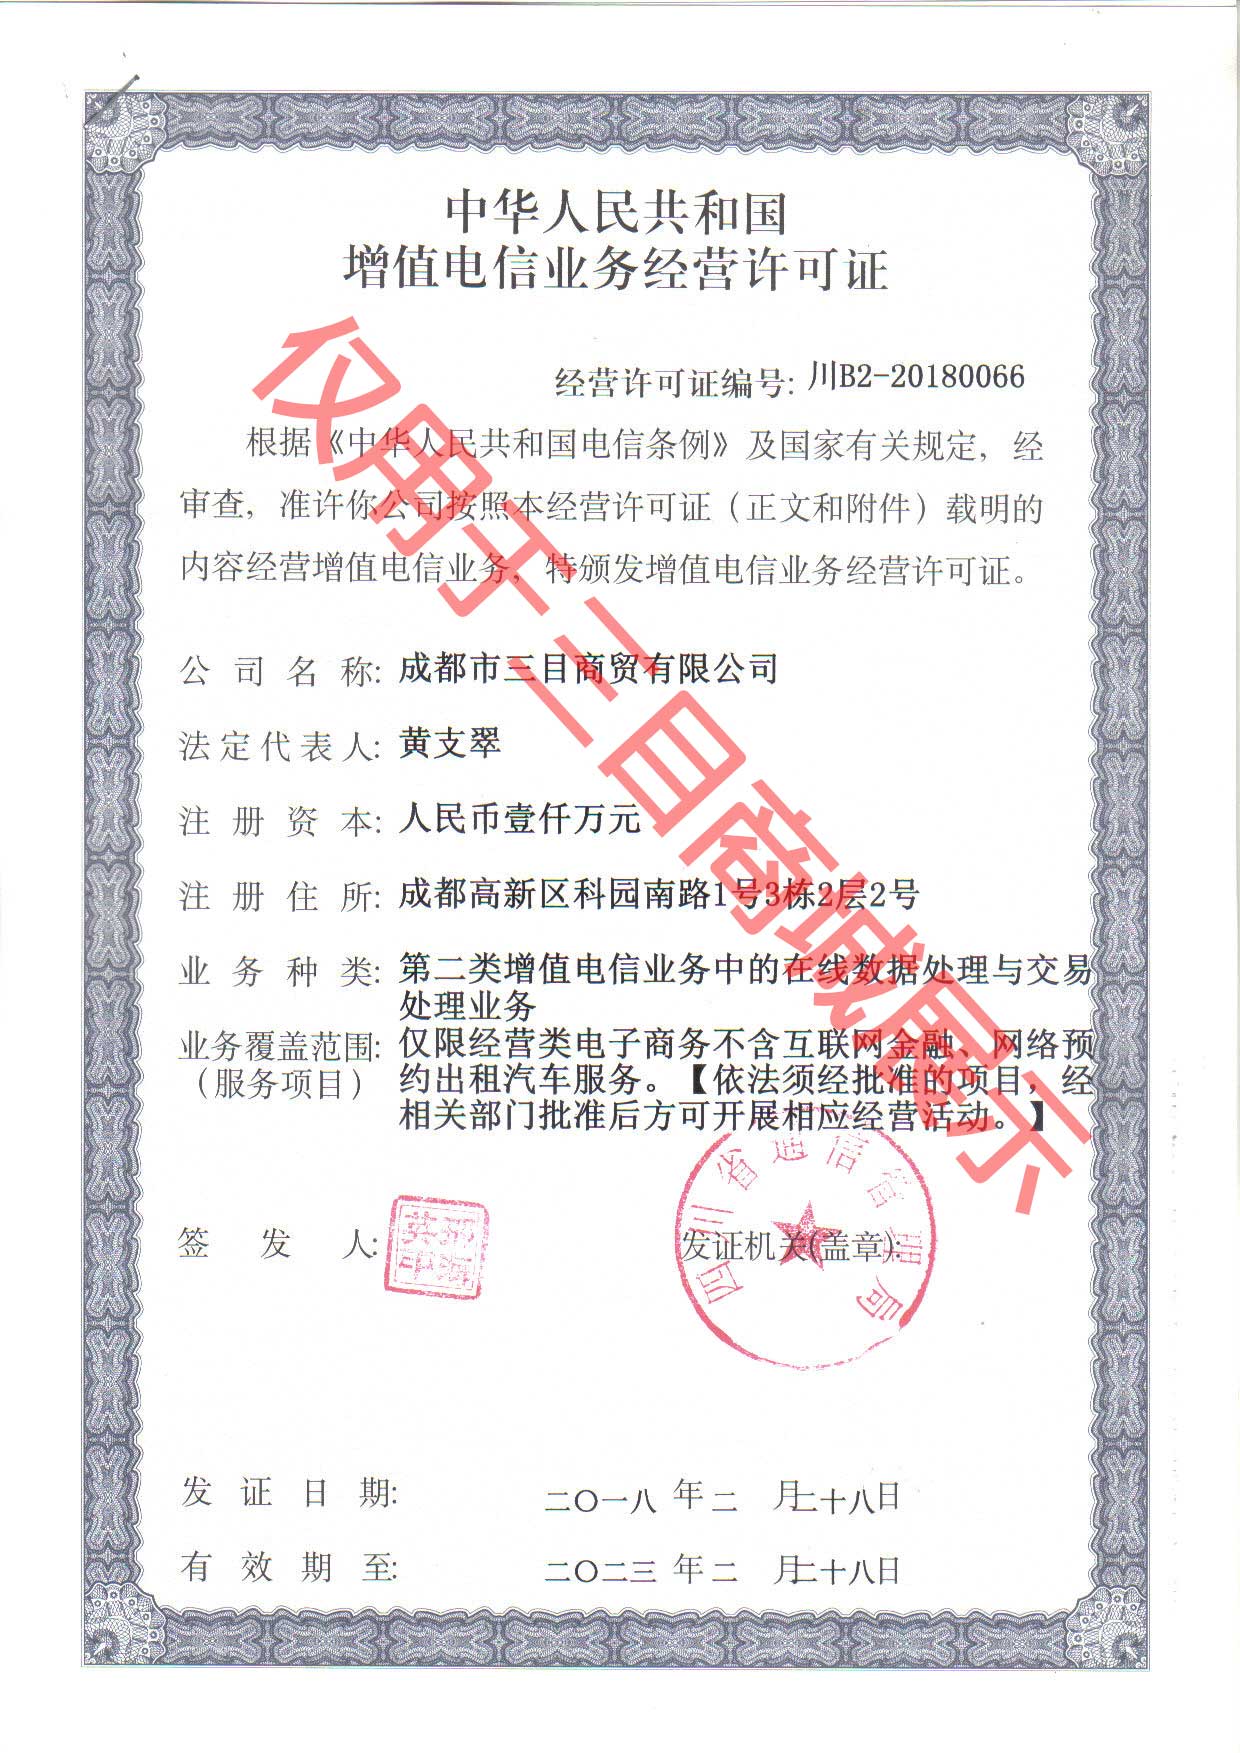 中华人民共和国
增值电信业务经营许可证
经营许可证编号: 川B2-20180066
根据《中华人民共和国电信条例》及国家有关规定，经
审查，准许你公司按照本经营许可证（正文和附件）载明的
内容经营增值电信业务，特颁发增值电信业务经营许可证。
公司名称: 成都市三目商贸有限公司
法定代表人: 黄支翠
注册资本: 人民币壹仟万元
注册住所: 成都高新区科园南路1号3栋2层2号
业务种类: 第二类增值电信业务中的在线数据处理与交易
处理业务
业务覆盖范围: 仅限经营类电子商务不含互联网金融、网络预
（服务项目） 约出租汽车服务。【依法须经批准的项目，经
相关部门批准后方可开展相应经营活动。】
签发人:
发证机关(盖章):
四川省通信管理局
发证日期: 二〇一八年二月二十八日
有效期至: 二〇二三年二月二十八日
仅用于三目商城展示